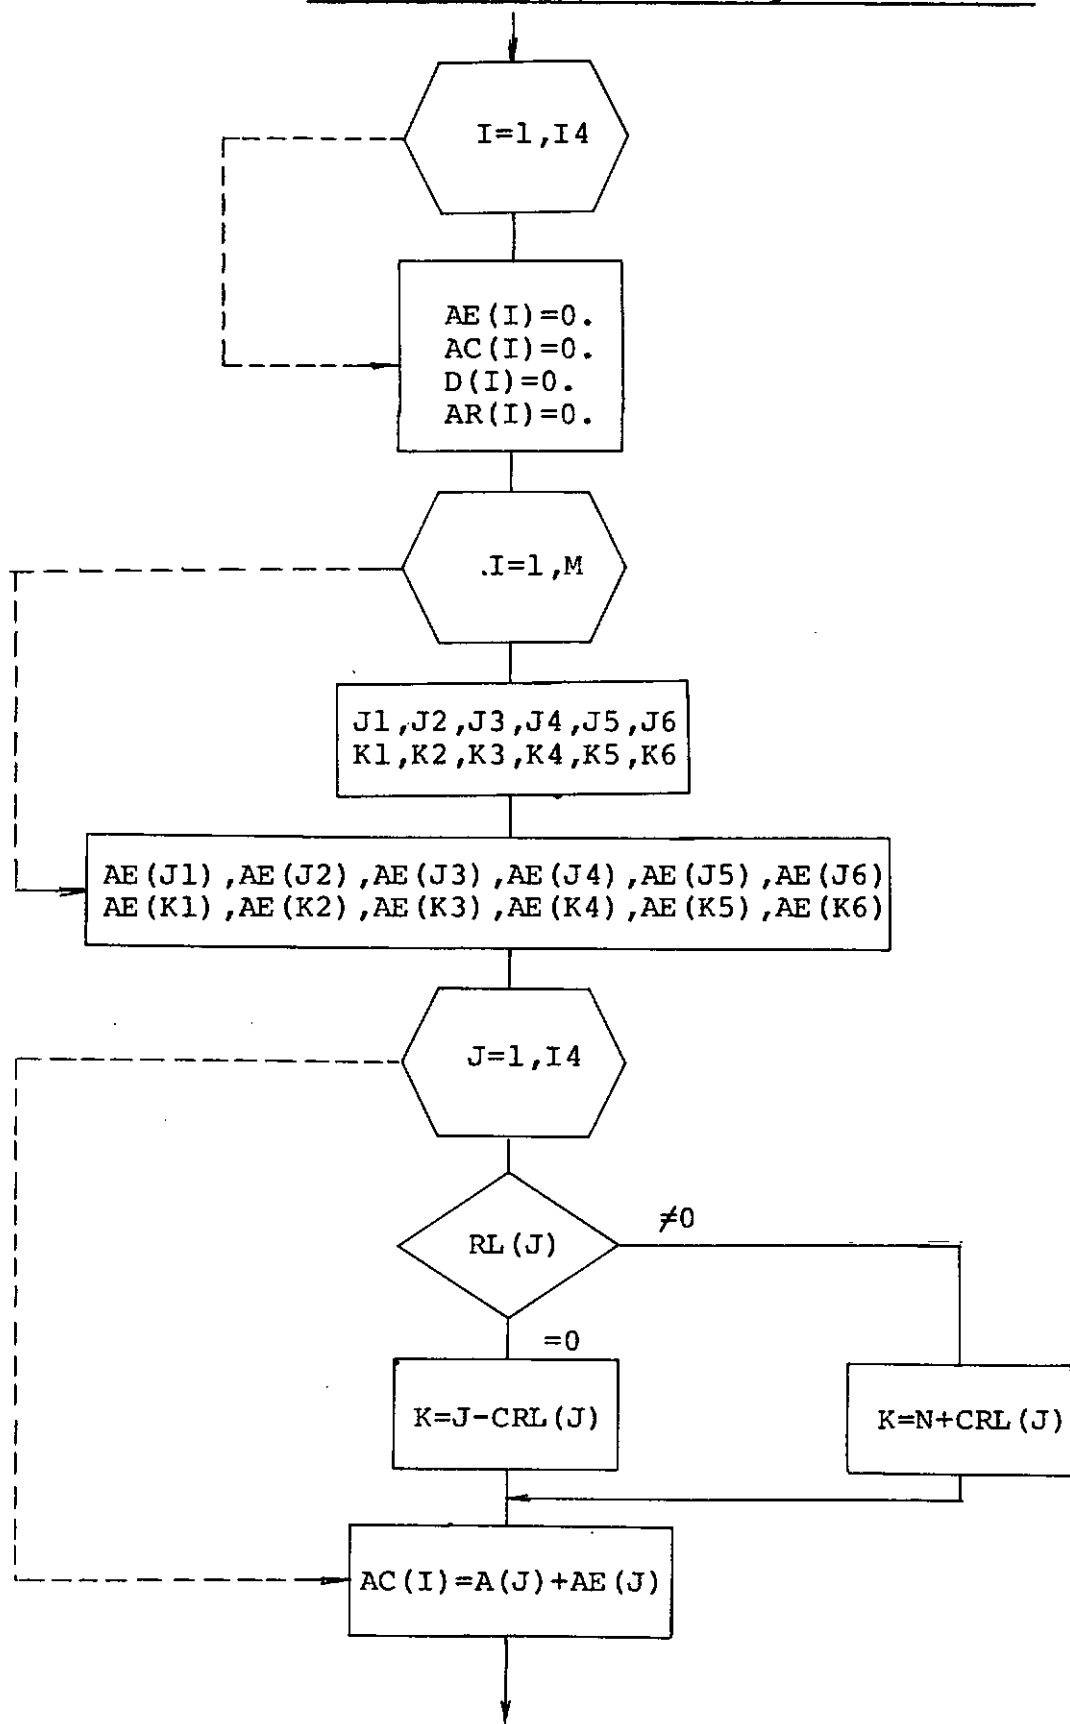 I=1,I4
AE(I)=0.
AC(I)=0.
D(I)=0.
AR(I)=0.
.I=1,M
J1,J2,J3,J4,J5,J6
K1,K2,K3,K4,K5,K6
AE(J1),AE(J2),AE(J3),AE(J4),AE(J5),AE(J6)
AE(K1),AE(K2),AE(K3),AE(K4),AE(K5),AE(K6)
J=1,I4
≠0
RL(J)
=0
K=J-CRL(J)
K=N+CRL(J)
AC(I)=A(J)+AE(J)